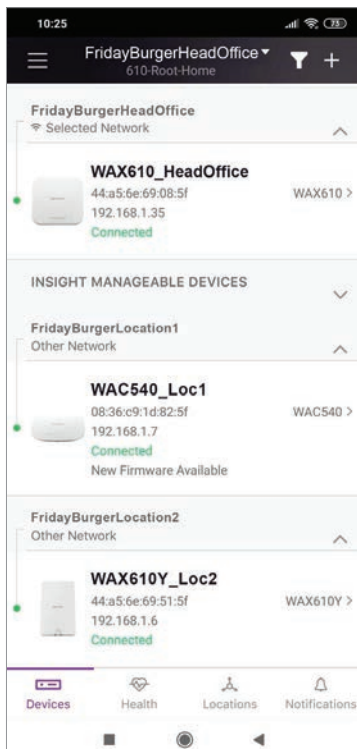 10:25
73
FridayBurgerHeadOffice
610-Root-Home
FridayBurgerHeadOffice
Selected Network
WAX610_HeadOffice
44:a5:6e:69:08:5f
WAX610 >
192.168.1.35
Connected
INSIGHT MANAGEABLE DEVICES
FridayBurgerLocation1
Other Network
WAC540_Loc1
08:36:c9:1d:82:5f
WAC540 >
192.168.1.7
Connected
New Firmware Available
FridayBurgerLocation2
Other Network
WAX610Y_Loc2
44:a5:6e:69:51:5f
WAX610Y >
192.168.1.6
Connected
Devices
Health
Locations
Notifications